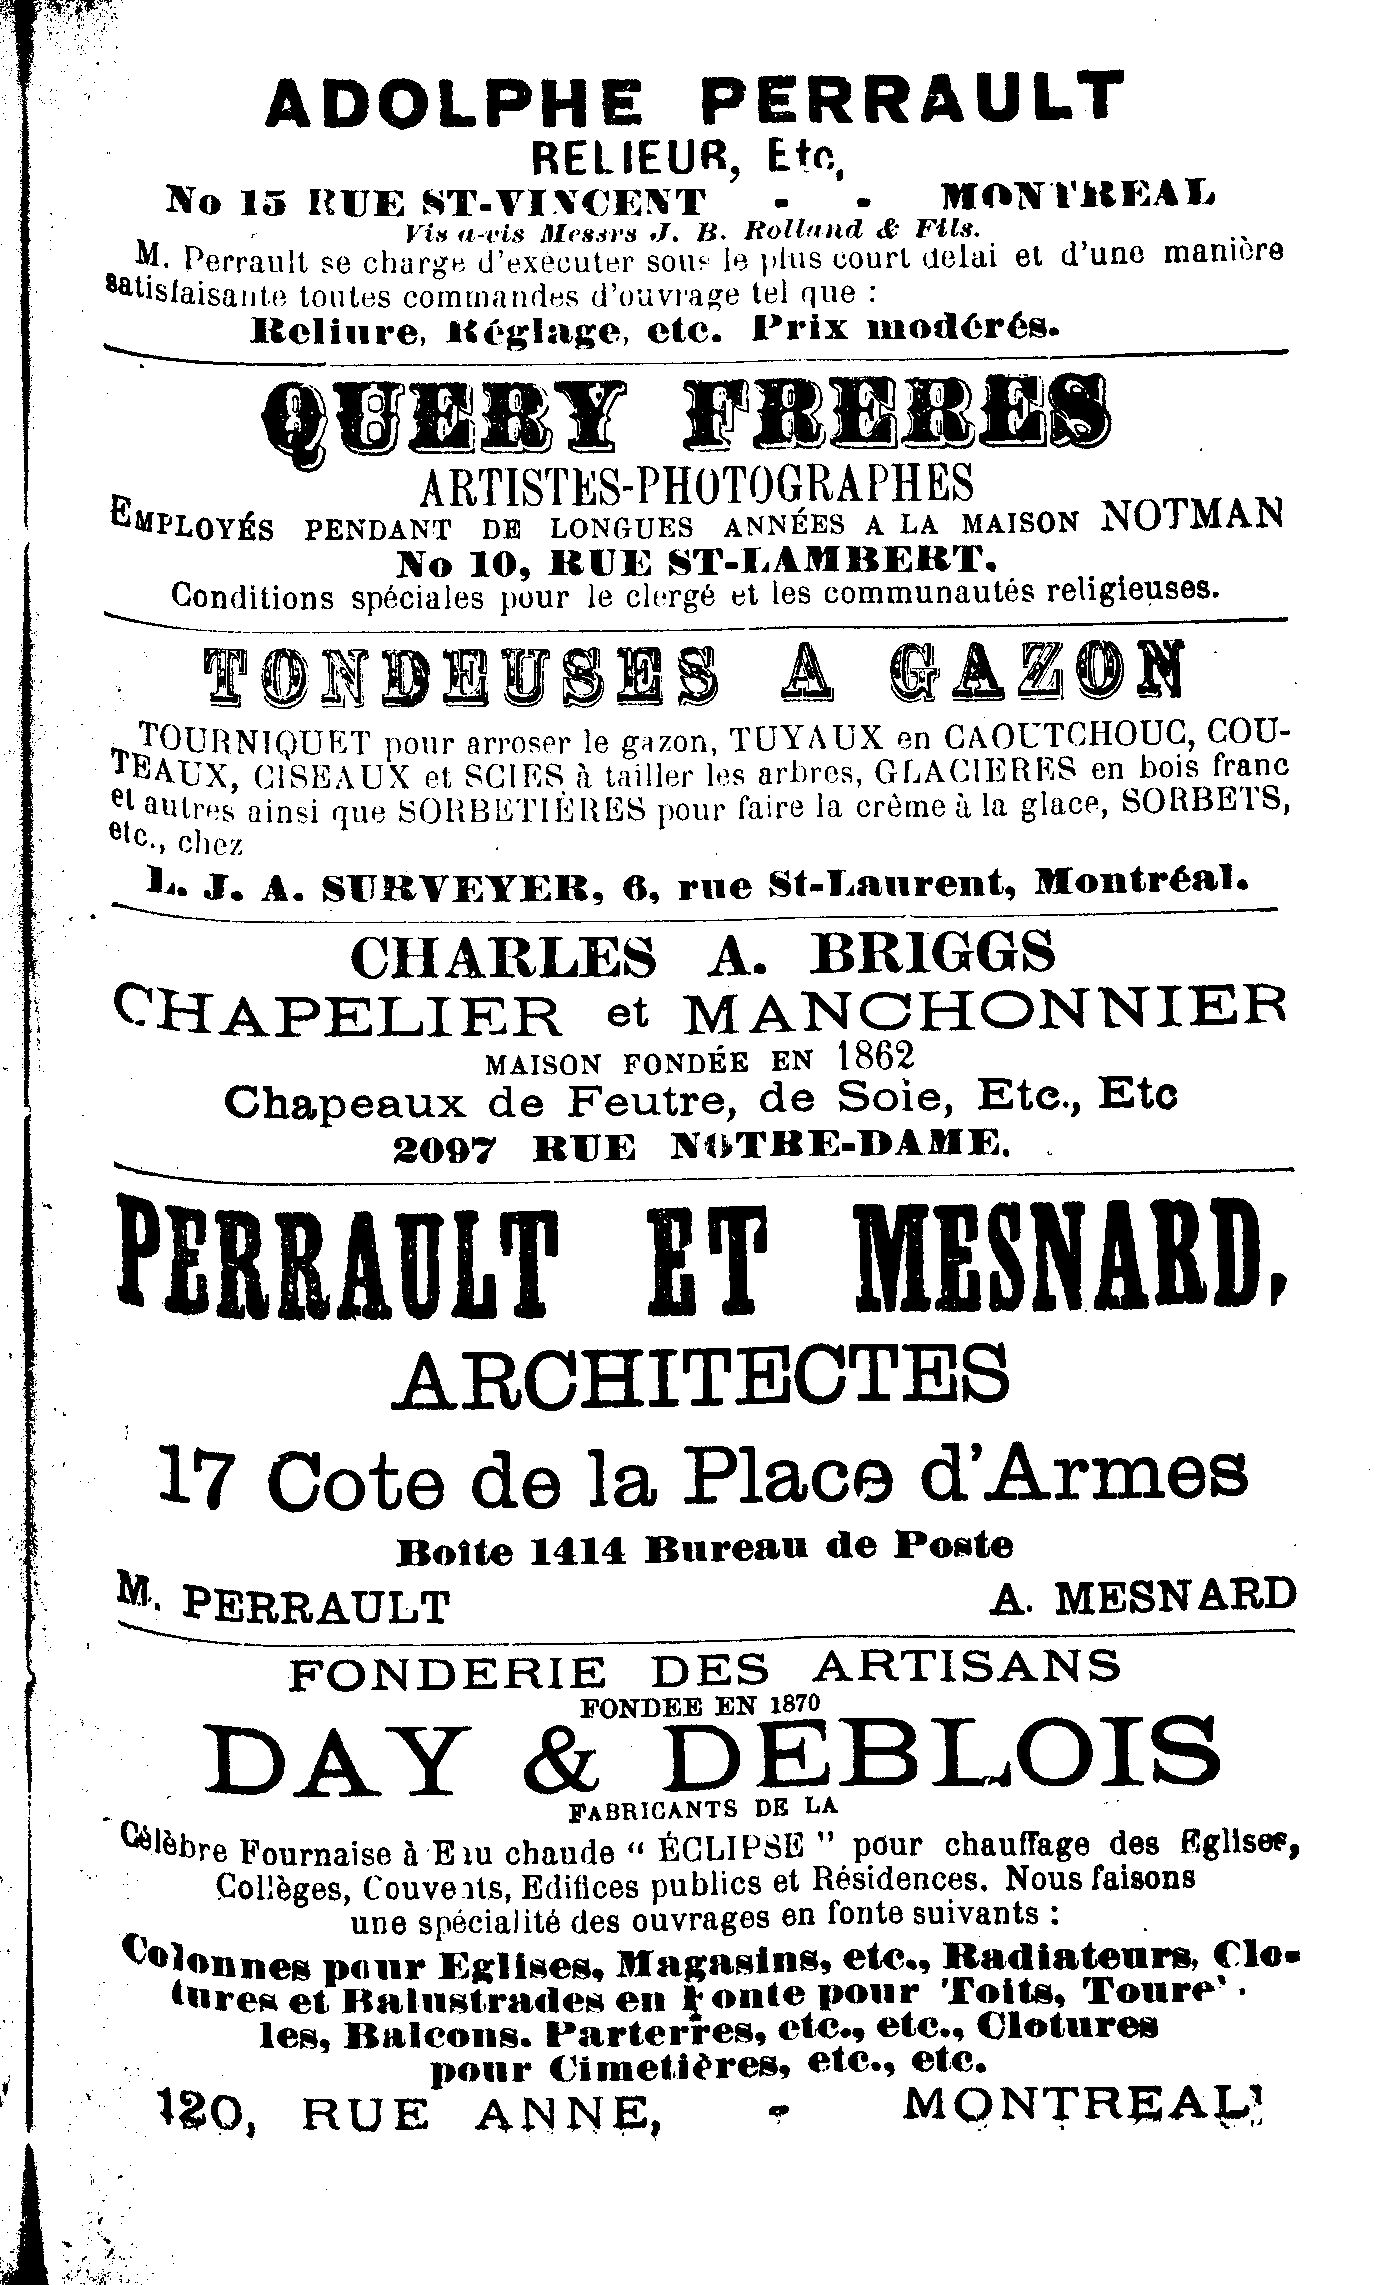 ADOLPHE PERRAULT
RELIEUR, Etc,
No 15 RUE ST-VINCENT - - MONTREAL
Vis a-vis Messrs J. B. Rolland & Fils.
M. Perrault se charge d'executer sous le plus court delai et d'une manière
satisfaisante toutes commandes d'ouvrage tel que :
Reliure, Réglage, etc. Prix modérés.
QUERY FRERES
ARTISTES-PHOTOGRAPHES
EMPLOYÉS PENDANT DE LONGUES ANNÉES A LA MAISON NOTMAN
No 10, RUE ST-LAMBERT.
Conditions spéciales pour le clergé et les communautés religieuses.
TONDEUSES A GAZON
TOURNIQUET pour arroser le gazon, TUYAUX en CAOUTCHOUC, COU-
TEAUX, CISEAUX et SCIES à tailler les arbres, GLACIERES en bois franc
et autres ainsi que SORBETIÈRES pour faire la crème à la glace, SORBETS,
etc., chez
L. J. A. SURVEYER, 6, rue St-Laurent, Montréal.
CHARLES A. BRIGGS
CHAPELIER et MANCHONNIER
MAISON FONDÉE EN 1862
Chapeaux de Feutre, de Soie, Etc., Etc
2097 RUE NOTRE-DAME.
PERRAULT ET MESNARD,
ARCHITECTES
17 Cote de la Place d'Armes
Boîte 1414 Bureau de Poste
M. PERRAULT A. MESNARD
FONDERIE DES ARTISANS
FONDEE EN 1870
DAY & DEBLOIS
FABRICANTS DE LA
Célèbre Fournaise à Eau chaude " ÉCLIPSE " pour chauffage des Eglises,
Collèges, Couvents, Edifices publics et Résidences. Nous faisons
une spécialité des ouvrages en fonte suivants :
Colonnes pour Eglises, Magasins, etc., Radiateurs, Clo-
tures et Balustrades en Fonte pour Toits, Toure
les, Balcons. Parterres, etc., etc., Clotures
pour Cimetières, etc., etc.
120, RUE ANNE, - MONTREAL